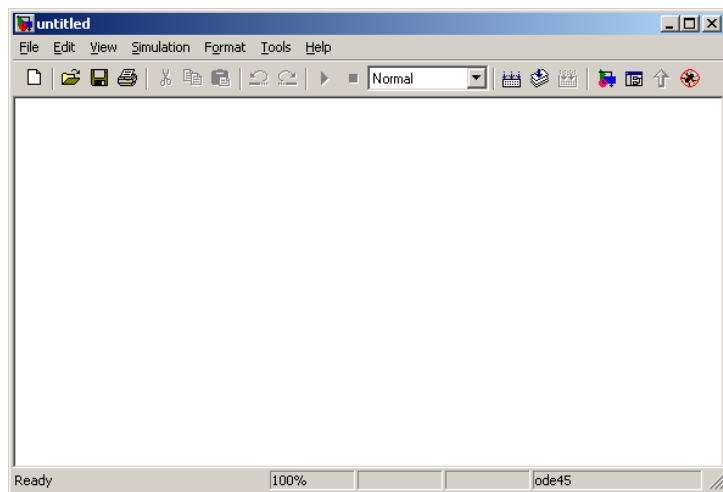 untitled
File Edit View Simulation Format Tools Help
Normal
Ready 100% ode45